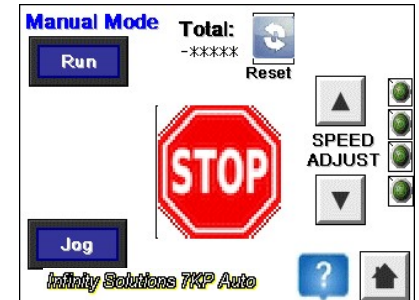 Manual Mode
Total:
-*****
Run
Reset
STOP
SPEED
ADJUST
Jog
Infinity Solutions 7KP Auto
?